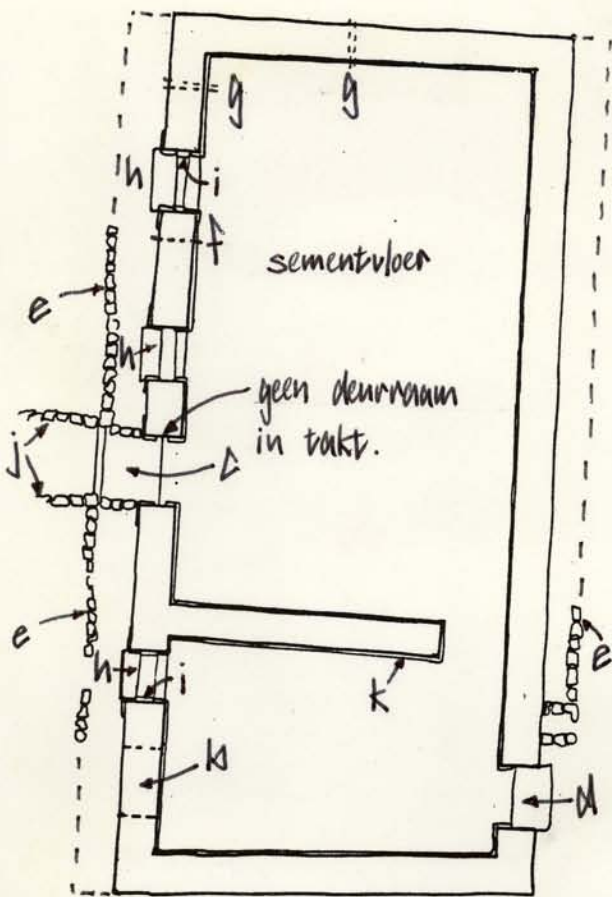 g
g
h
i
f
sementvloer
e
h
geen deurraam
in takt.
j
c
e
h
i
k
e
b
d